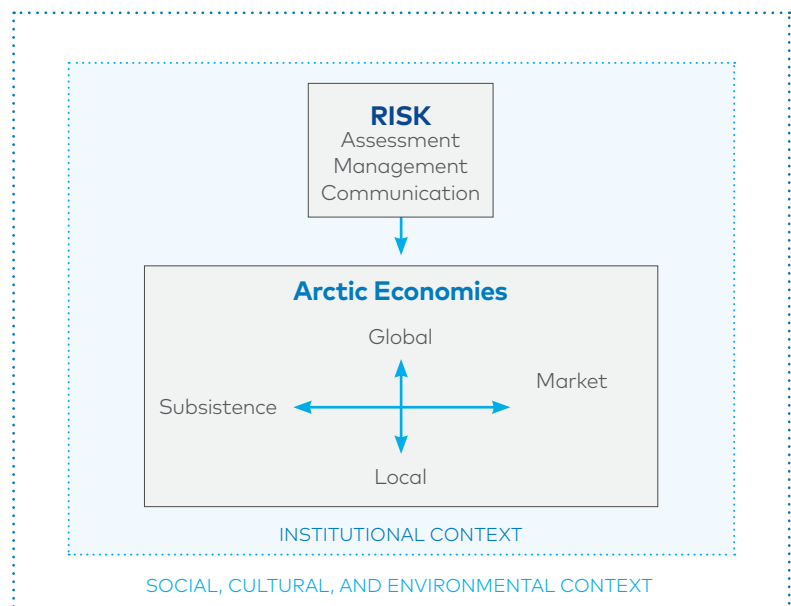 RISK
Assessment
Management
Communication
Arctic Economies
Global
Market
Subsistence
Local
INSTITUTIONAL CONTEXT
SOCIAL, CULTURAL, AND ENVIRONMENTAL CONTEXT